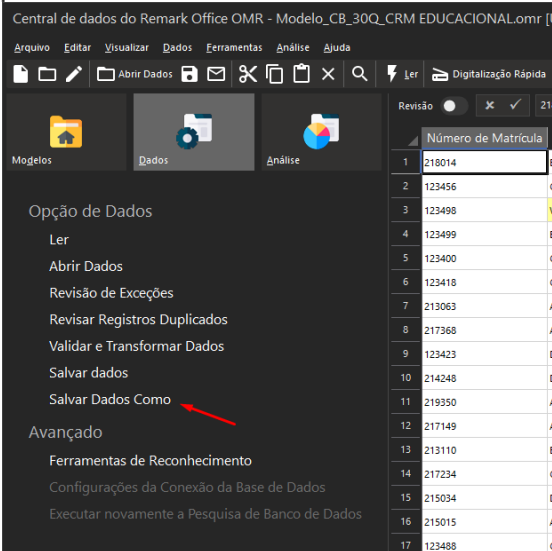 Central de dados do Remark Office OMR - Modelo_CB_30Q_CRM EDUCACIONAL.omr [
Arquivo Editar Visualizar Dados Ferramentas Análise Ajuda
Abrir Dados Ler Digitalização Rápida
Revisão
Modelos Dados Análise
Número de Matrícula
Opção de Dados
Ler
Abrir Dados
Revisão de Exceções
Revisar Registros Duplicados
Validar e Transformar Dados
Salvar dados
Salvar Dados Como
Avançado
Ferramentas de Reconhecimento
Configurações da Conexão da Base de Dados
Executar novamente a Pesquisa de Banco de Dados
1 218014
2 123456
3 123498
4 123499
5 123400
6 123418
7 213063
8 217368
9 123423
10 214248
11 219350
12 217149
13 213110
14 217234
15 215034
16 215015
17 123488